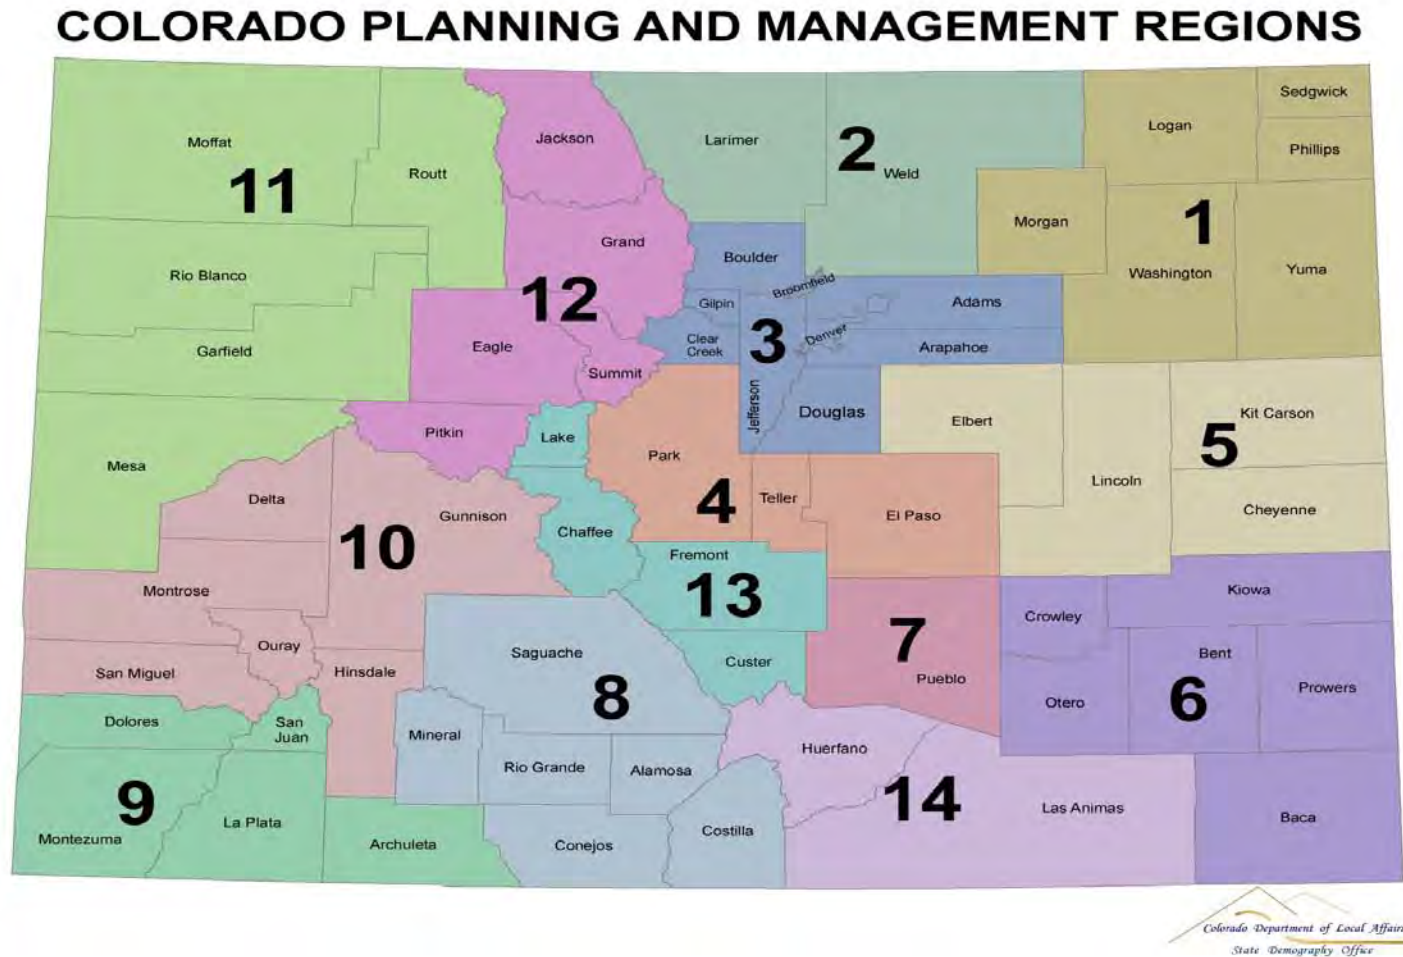 COLORADO PLANNING AND MANAGEMENT REGIONS
Sedgwick
Logan
Moffat
Jackson
Larimer
2
Weld
Phillips
11
Routt
Morgan
1
Grand
Boulder
Rio Blanco
Washington
Yuma
12
Gilpin
Broomfield
Adams
Garfield
Eagle
Clear
Creek
3
Denver
Arapahoe
Summit
Jefferson
Douglas
Elbert
Kit Carson
5
Pitkin
Lake
Mesa
Park
Lincoln
Delta
Gunnison
4
Teller
El Paso
Cheyenne
10
Chaffee
Fremont
Montrose
13
Kiowa
Crowley
Ouray
Saguache
Custer
7
Pueblo
Bent
San Miguel
Hinsdale
8
Otero
6
Prowers
Dolores
San
Juan
Mineral
Huerfano
Rio Grande
Alamosa
9
14
Las Animas
Montezuma
La Plata
Archuleta
Conejos
Costilla
Baca
Colorado Department of Local Affairs
State Demography Office